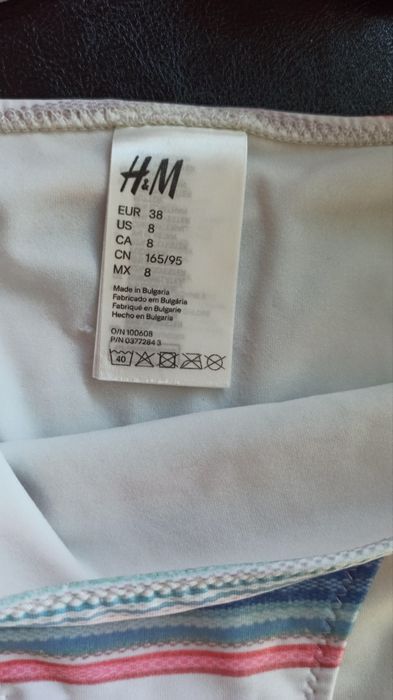 H&M
EUR 38
US 8
CA 8
CN 165/95
MX 8
Made in Bulgaria
Fabricado em Bulgária
Fabriqué en Bulgarie
Hecho en Bulgaria
O/N 100608
P/N 0377284 3
40